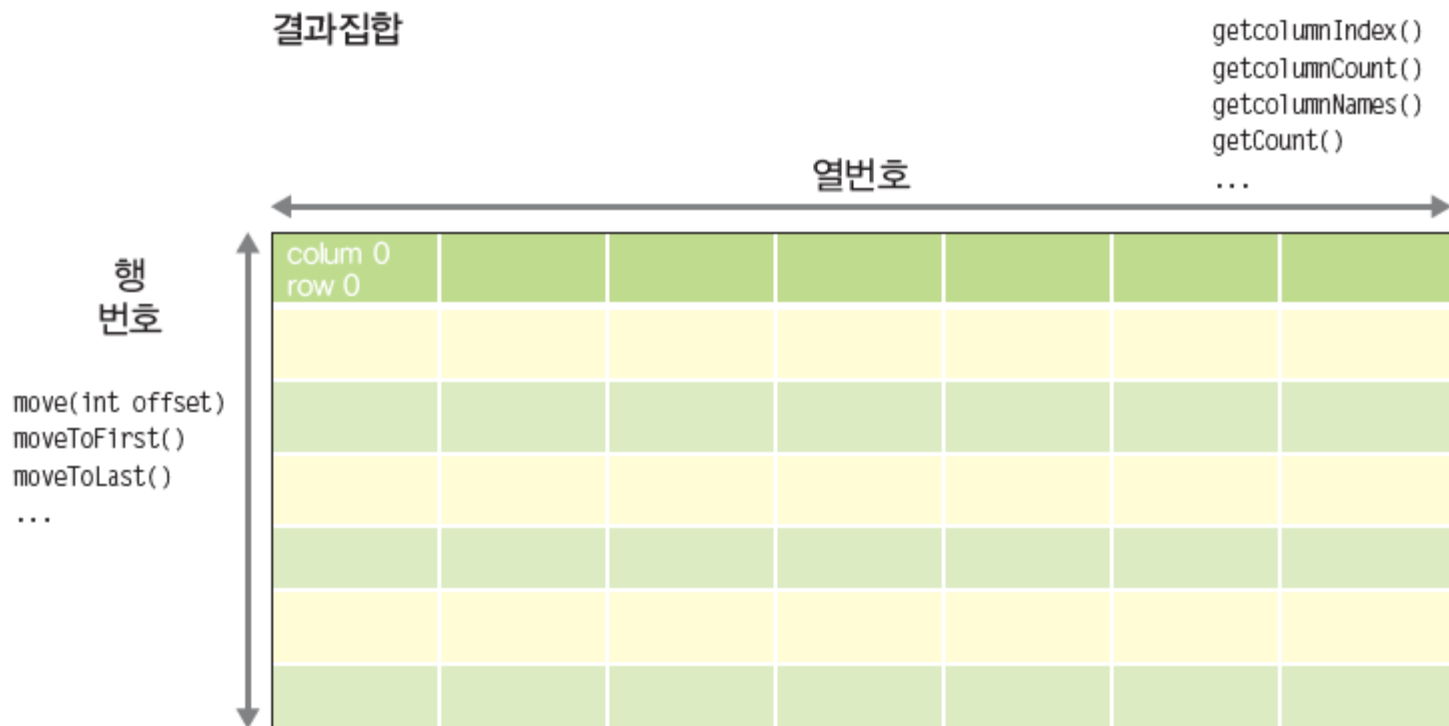 결과집합
getcolumnIndex()
getcolumnCount()
getcolumnNames()
getCount()
...
열번호
행
번호
move(int offset)
moveToFirst()
moveToLast()
...
colum 0
row 0